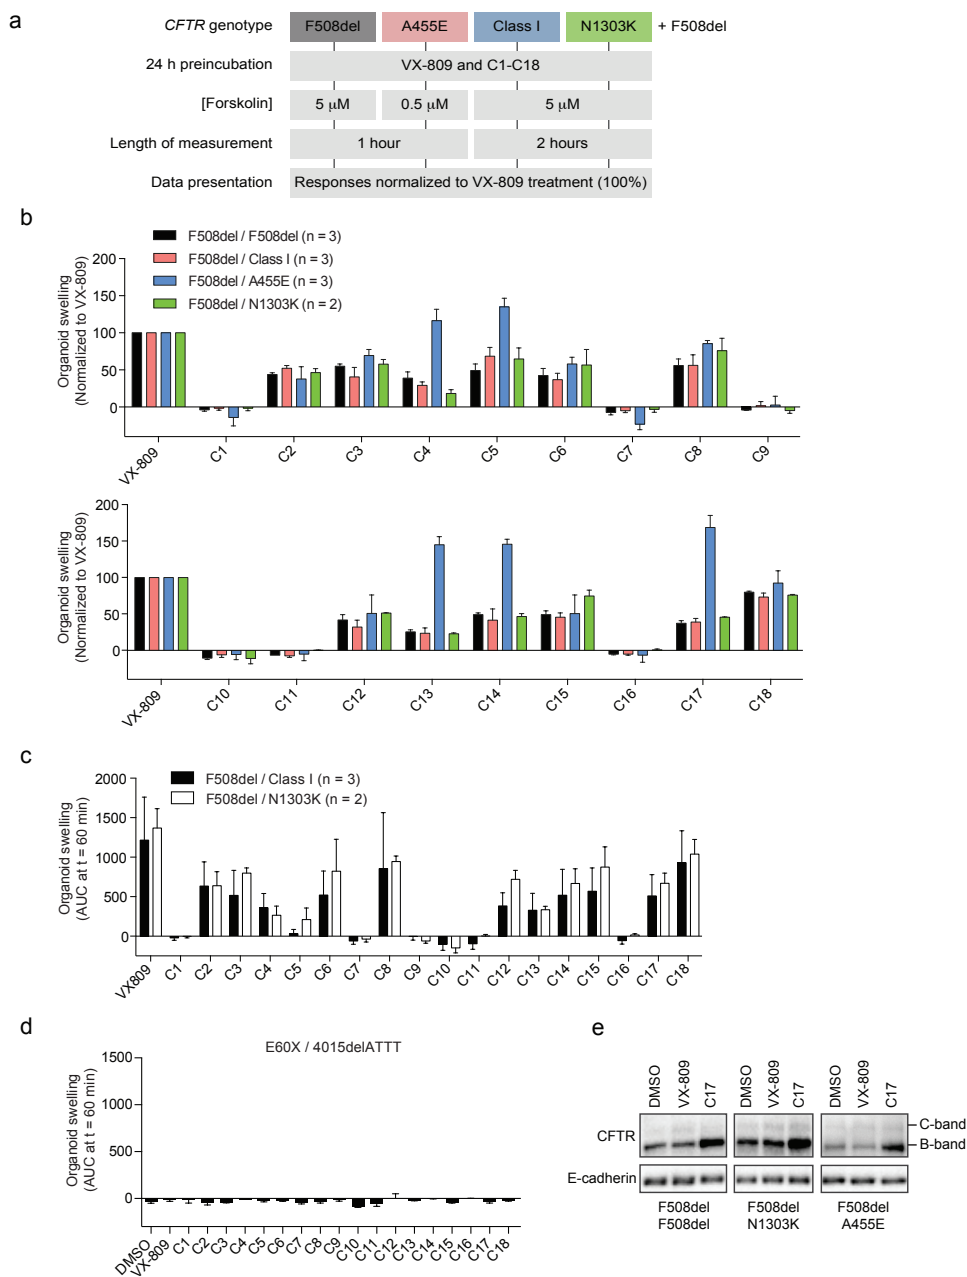 a
CFTR genotype F508del A455E Class I N1303K + F508del
24 h preincubation VX-809 and C1-C18
[Forskolin] 5 µM 0.5 µM 5 µM
Length of measurement 1 hour 2 hours
Data presentation Responses normalized to VX-809 treatment (100%)
b
F508del / F508del (n = 3)
F508del / Class I (n = 3)
F508del / A455E (n = 3)
F508del / N1303K (n = 2)
Organoid swelling
(Normalized to VX-809)
200
150
100
50
0
VX-809 C1 C2 C3 C4 C5 C6 C7 C8 C9
Organoid swelling
(Normalized to VX-809)
200
150
100
50
0
VX-809 C10 C11 C12 C13 C14 C15 C16 C17 C18
c
F508del / Class I (n = 3)
F508del / N1303K (n = 2)
Organoid swelling
(AUC at t = 60 min)
2000
1500
1000
500
0
VX809 C1 C2 C3 C4 C5 C6 C7 C8 C9 C10 C11 C12 C13 C14 C15 C16 C17 C18
d
E60X / 4015delATTT
Organoid swelling
(AUC at t = 60 min)
1500
1000
500
0
DMSO VX-809 C1 C2 C3 C4 C5 C6 C7 C8 C9 C10 C11 C12 C13 C14 C15 C16 C17 C18
e
DMSO VX-809 C17 DMSO VX-809 C17 DMSO VX-809 C17
CFTR
C-band
B-band
E-cadherin
F508del F508del F508del
F508del N1303K A455E